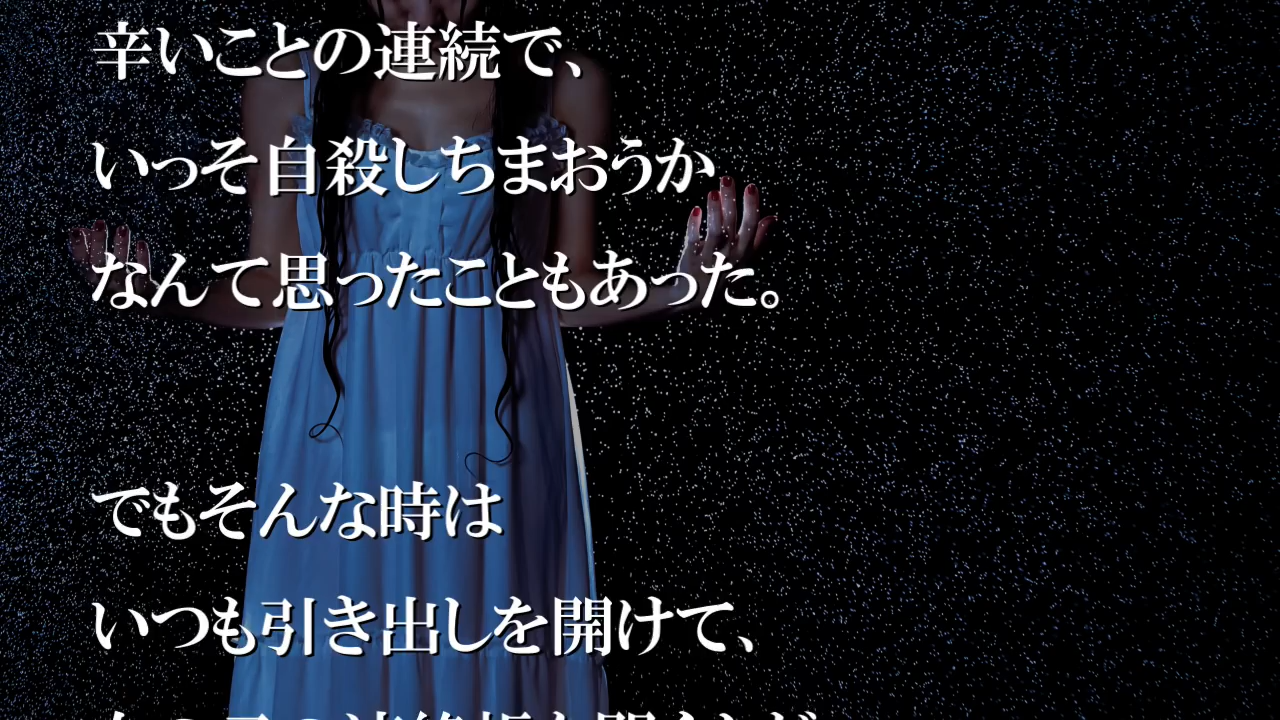 辛いことの連続で、
いっそ自殺しちまおうか
なんて思ったこともあった。
でもそんな時は
いつも引き出しを開けて、